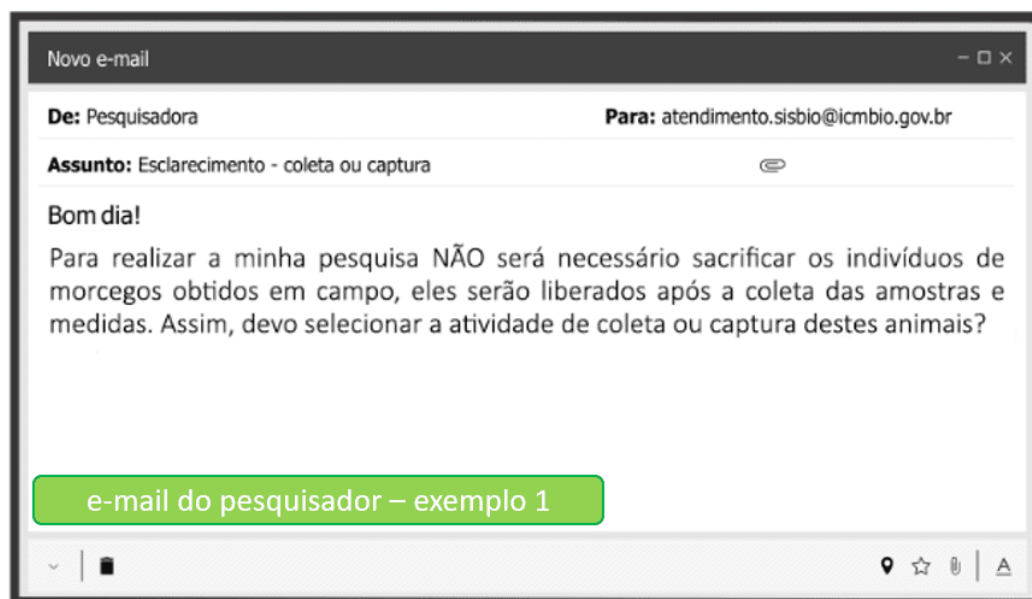 Novo e-mail
De: Pesquisadora
Para: atendimento.sisbio@icmbio.gov.br
Assunto: Esclarecimento - coleta ou captura
Bom dia!
Para realizar a minha pesquisa NÃO será necessário sacrificar os indivíduos de
morcegos obtidos em campo, eles serão liberados após a coleta das amostras e
medidas. Assim, devo selecionar a atividade de coleta ou captura destes animais?
e-mail do pesquisador – exemplo 1
A